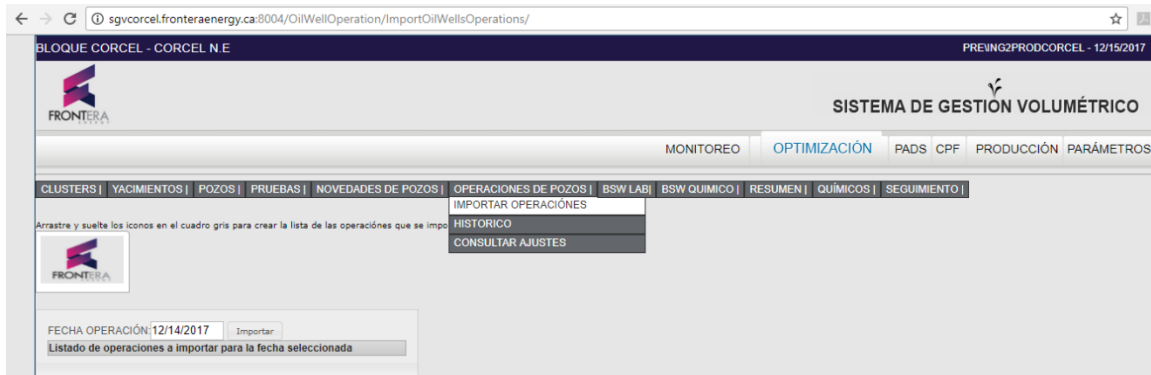 sgvcorcel.fronteraenergy.ca:8004/OilWellOperation/ImportOilWellsOperations/
BLOQUE CORCEL - CORCEL N.E
PRE\ING2PRODCORCEL - 12/15/2017
FRONTERA
SISTEMA DE GESTIÓN VOLUMÉTRICO
MONITOREO OPTIMIZACIÓN PADS CPF PRODUCCIÓN PARÁMETROS
CLUSTERS | YACIMIENTOS | POZOS | PRUEBAS | NOVEDADES DE POZOS | OPERACIONES DE POZOS | BSW LAB| BSW QUIMICO | RESUMEN | QUÍMICOS | SEGUIMIENTO |
IMPORTAR OPERACIÓNES
HISTORICO
CONSULTAR AJUSTES
Arrastre y suelte los iconos en el cuadro gris para crear la lista de las operaciónes que se impo
FRONTERA
FECHA OPERACIÓN: 12/14/2017 Importar
Listado de operaciones a importar para la fecha seleccionada